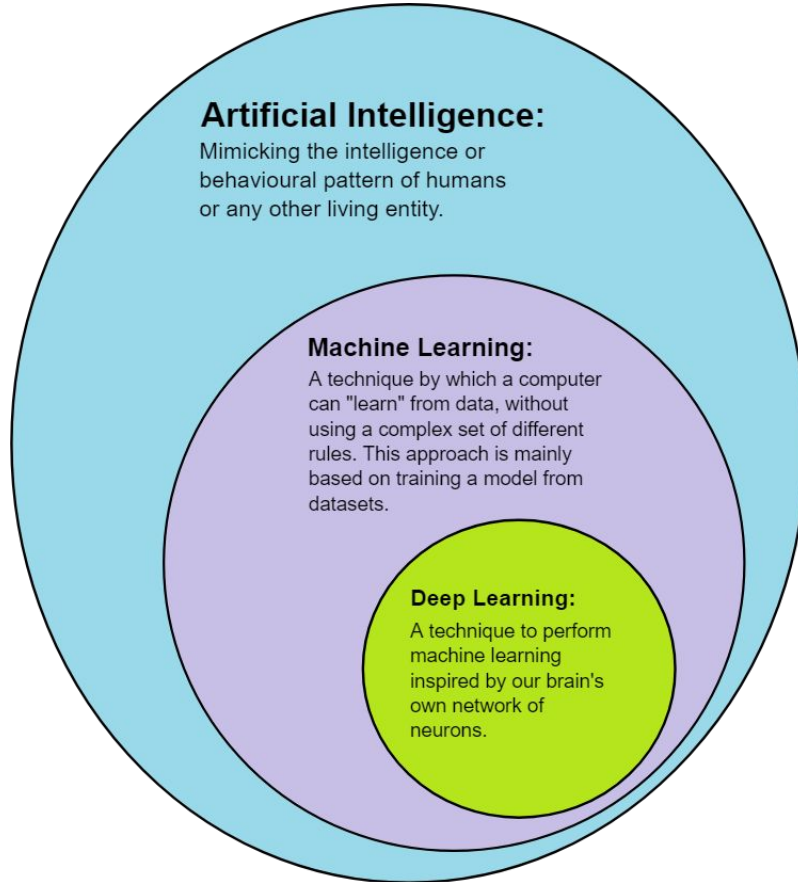 Artificial Intelligence:
Mimicking the intelligence or
behavioural pattern of humans
or any other living entity.
Machine Learning:
A technique by which a computer
can "learn" from data, without
using a complex set of different
rules. This approach is mainly
based on training a model from
datasets.
Deep Learning:
A technique to perform
machine learning
inspired by our brain's
own network of
neurons.